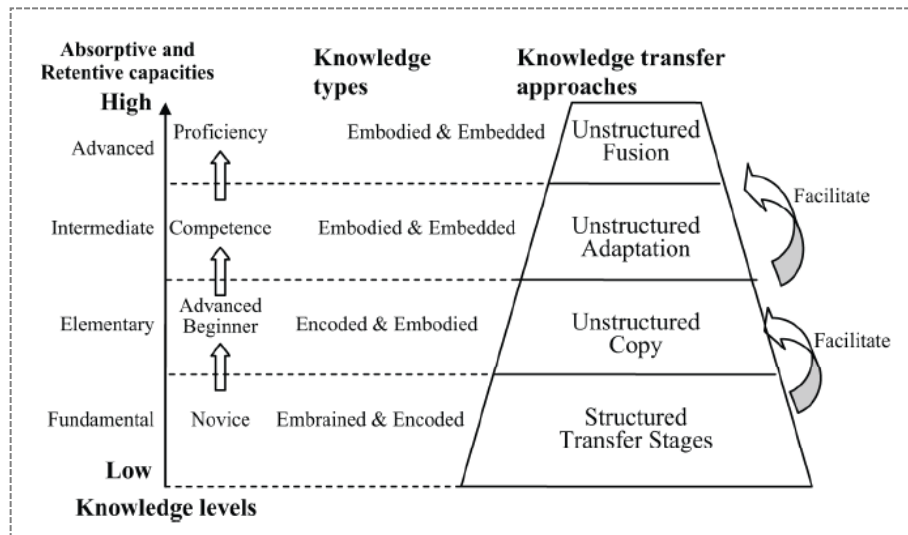 Absorptive and
Retentive capacities
Knowledge
types
Knowledge transfer
approaches
High
Advanced
Proficiency
Embodied & Embedded
Unstructured
Fusion
Facilitate
Intermediate
Competence
Embodied & Embedded
Unstructured
Adaptation
Elementary
Advanced
Beginner
Encoded & Embodied
Unstructured
Copy
Facilitate
Fundamental
Novice
Embrained & Encoded
Structured
Transfer Stages
Low
Knowledge levels